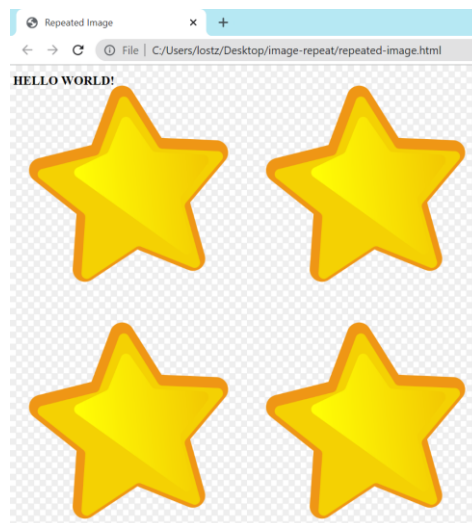 Repeated Image
File | C:/Users/lostz/Desktop/image-repeat/repeated-image.html
HELLO WORLD!